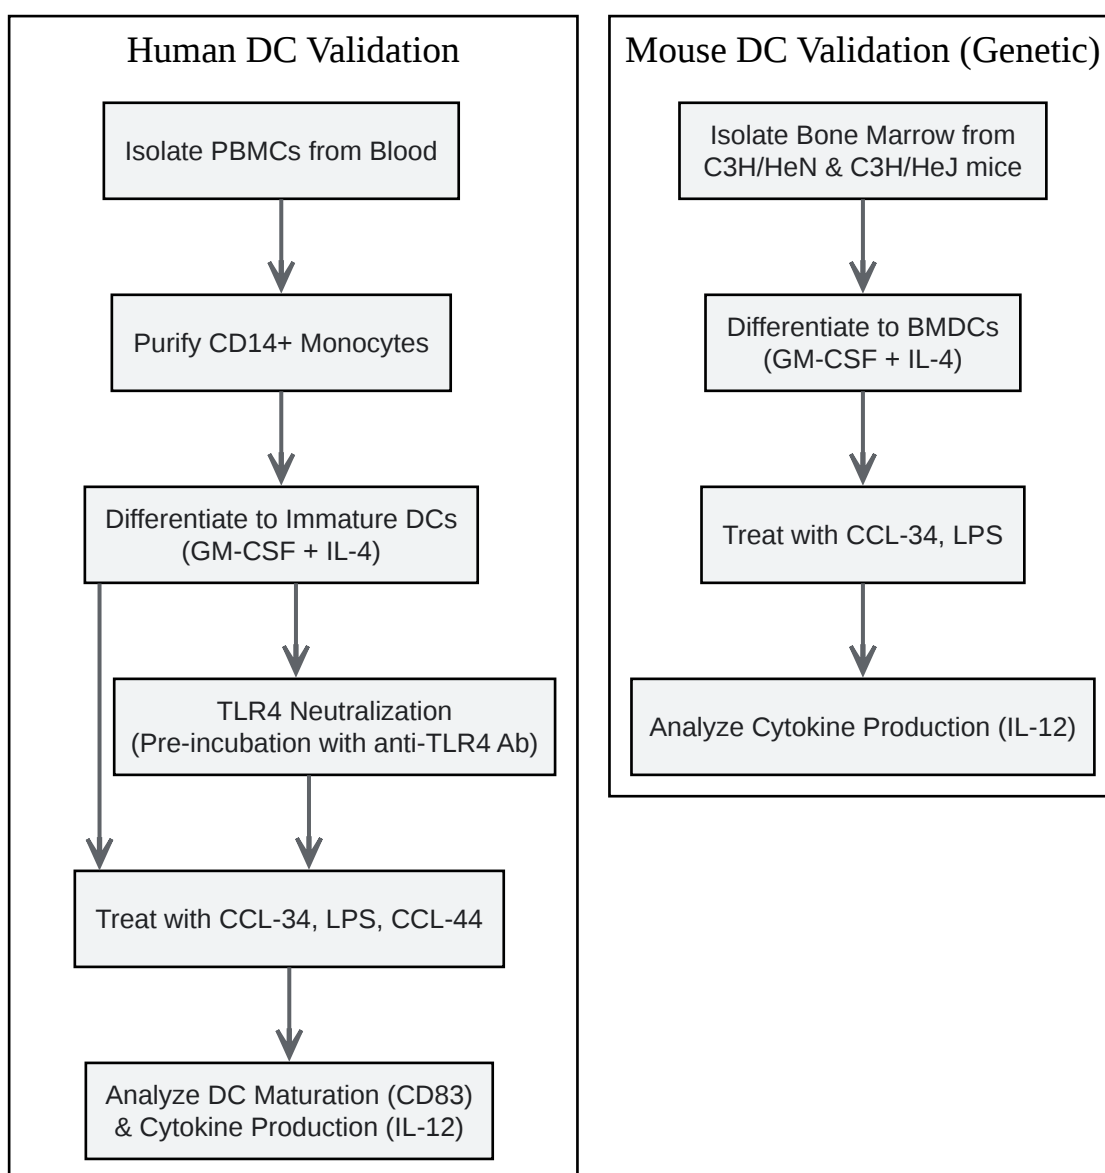 Human DC Validation
Isolate PBMCs from Blood
Purify CD14+ Monocytes
Differentiate to Immature DCs
(GM-CSF + IL-4)
TLR4 Neutralization
(Pre-incubation with anti-TLR4 Ab)
Treat with CCL-34, LPS, CCL-44
Analyze DC Maturation (CD83)
& Cytokine Production (IL-12)
Mouse DC Validation (Genetic)
Isolate Bone Marrow from
C3H/HeN & C3H/HeJ mice
Differentiate to BMDCs
(GM-CSF + IL-4)
Treat with CCL-34, LPS
Analyze Cytokine Production (IL-12)